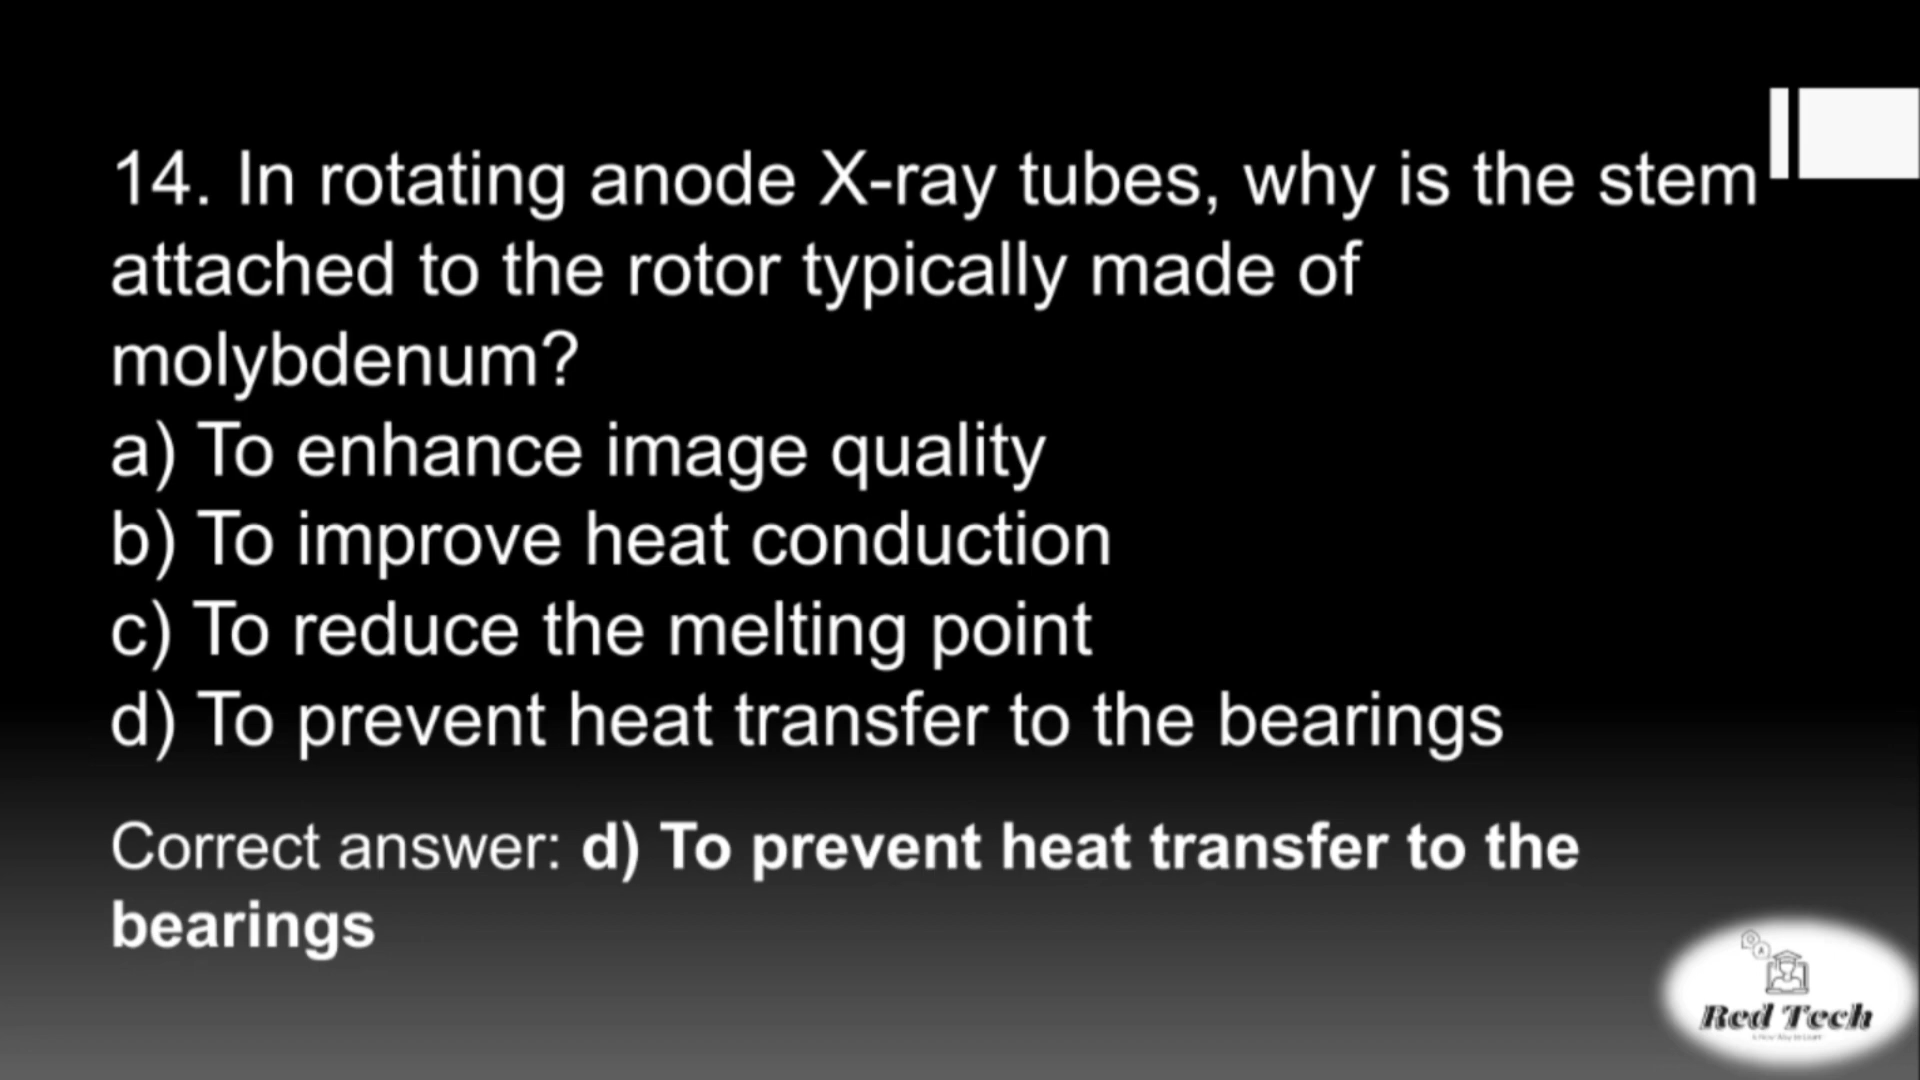 14. In rotating anode X-ray tubes, why is the stem
attached to the rotor typically made of
molybdenum?
a) To enhance image quality
b) To improve heat conduction
c) To reduce the melting point
d) To prevent heat transfer to the bearings
Correct answer: d) To prevent heat transfer to the
bearings
Q
A
Red Tech